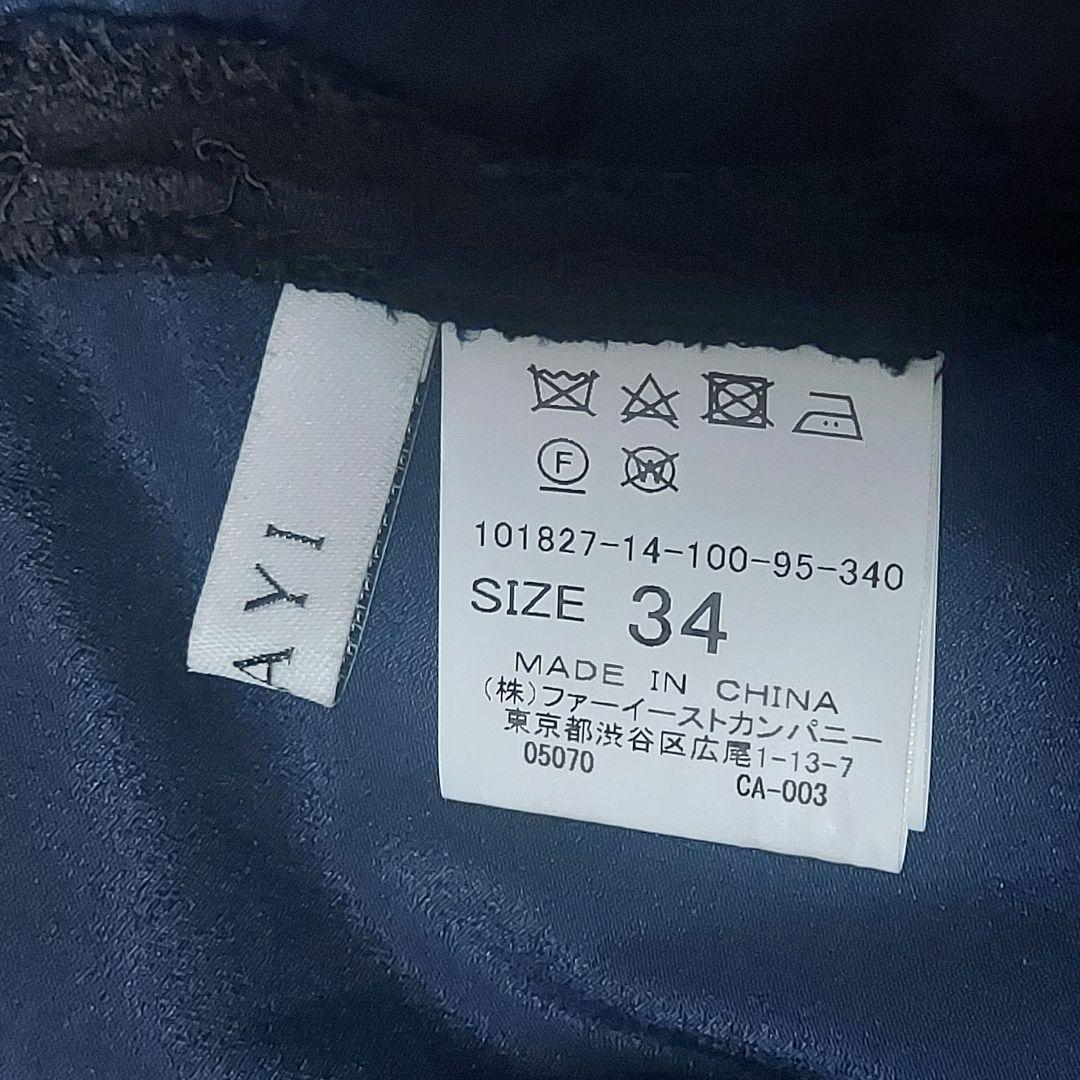 AYI
F
W
101827-14-100-95-340
SIZE 34
MADE IN CHINA
(株)ファーイーストカンパニー
東京都渋谷区広尾1-13-7
05070 CA-003